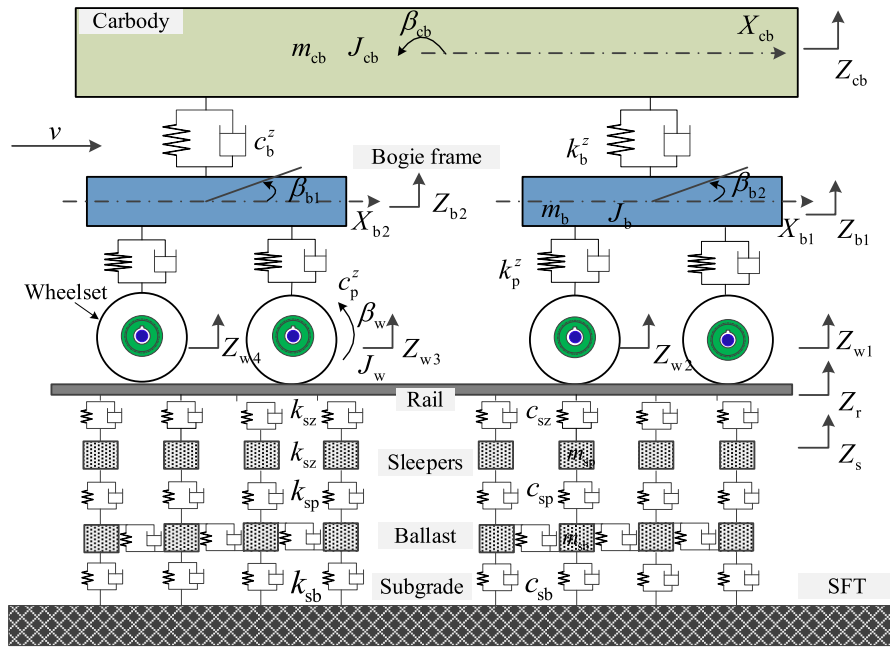 Carbody
m_cb J_cb β_cb X_cb
Z_cb
v
c_b^z
k_b^z
Bogie frame
β_b1
X_b2
Z_b2
m_b J_b β_b2
X_b1
Z_b1
Wheelset
c_p^z
k_p^z
β_w
J_w
Z_w4
Z_w3
Z_w2
Z_w1
Rail
Z_r
k_sz
c_sz
k_sz
Sleepers
m_sp
Z_s
k_sp
c_sp
Ballast
k_sb
Subgrade
c_sb
SFT